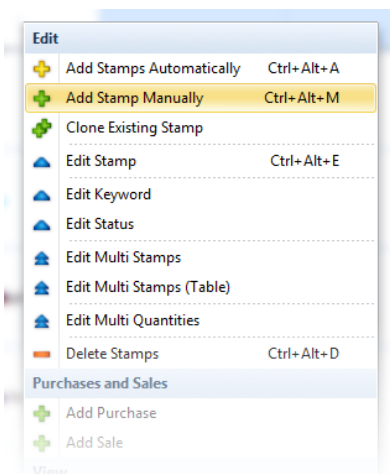 Edit
Add Stamps Automatically Ctrl+Alt+A
Add Stamp Manually Ctrl+Alt+M
Clone Existing Stamp
Edit Stamp Ctrl+Alt+E
Edit Keyword
Edit Status
Edit Multi Stamps
Edit Multi Stamps (Table)
Edit Multi Quantities
Delete Stamps Ctrl+Alt+D
Purchases and Sales
Add Purchase
Add Sale
View